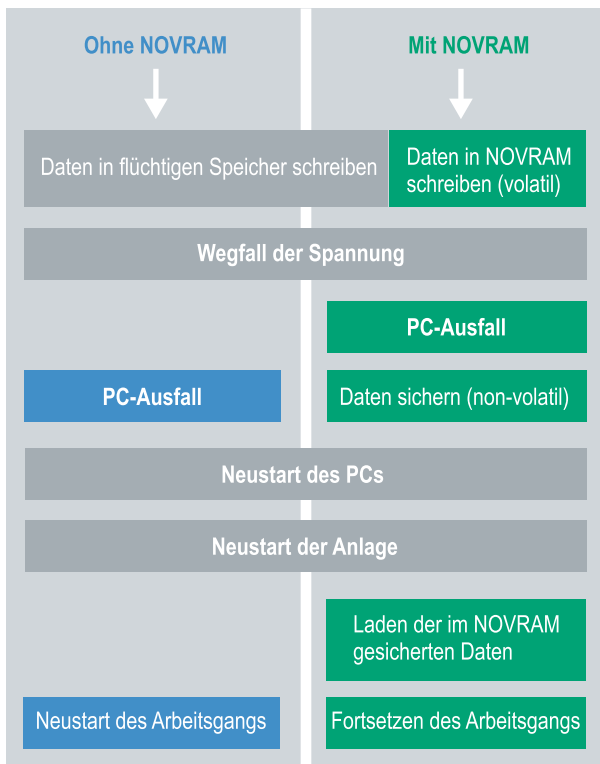 Ohne NOVRAM
Mit NOVRAM
Daten in flüchtigen Speicher schreiben
Daten in NOVRAM
schreiben (volatil)
Wegfall der Spannung
PC-Ausfall
PC-Ausfall
Daten sichern (non-volatil)
Neustart des PCs
Neustart der Anlage
Laden der im NOVRAM
gesicherten Daten
Neustart des Arbeitsgangs
Fortsetzen des Arbeitsgangs